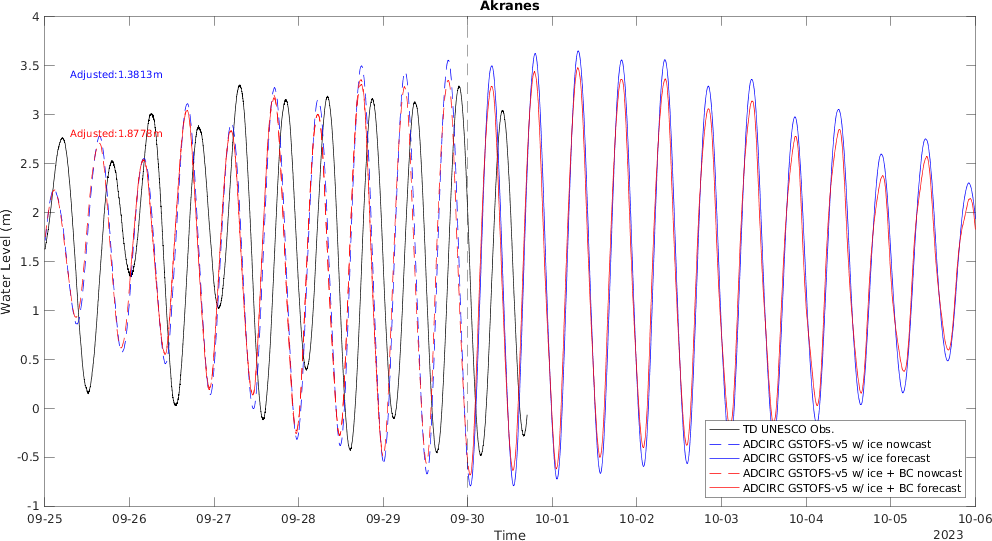 Akranes
4
3.5
3
2.5
2
1.5
1
0.5
0
-0.5
-1
Water Level (m)
Adjusted:1.3813m
Adjusted:1.8773m
TD UNESCO Obs.
ADCIRC GSTOFS-v5 w/ ice nowcast
ADCIRC GSTOFS-v5 w/ ice forecast
ADCIRC GSTOFS-v5 w/ ice + BC nowcast
ADCIRC GSTOFS-v5 w/ ice + BC forecast
09-25 09-26 09-27 09-28 09-29 09-30 10-01 10-02 10-03 10-04 10-05 10-06
Time
2023